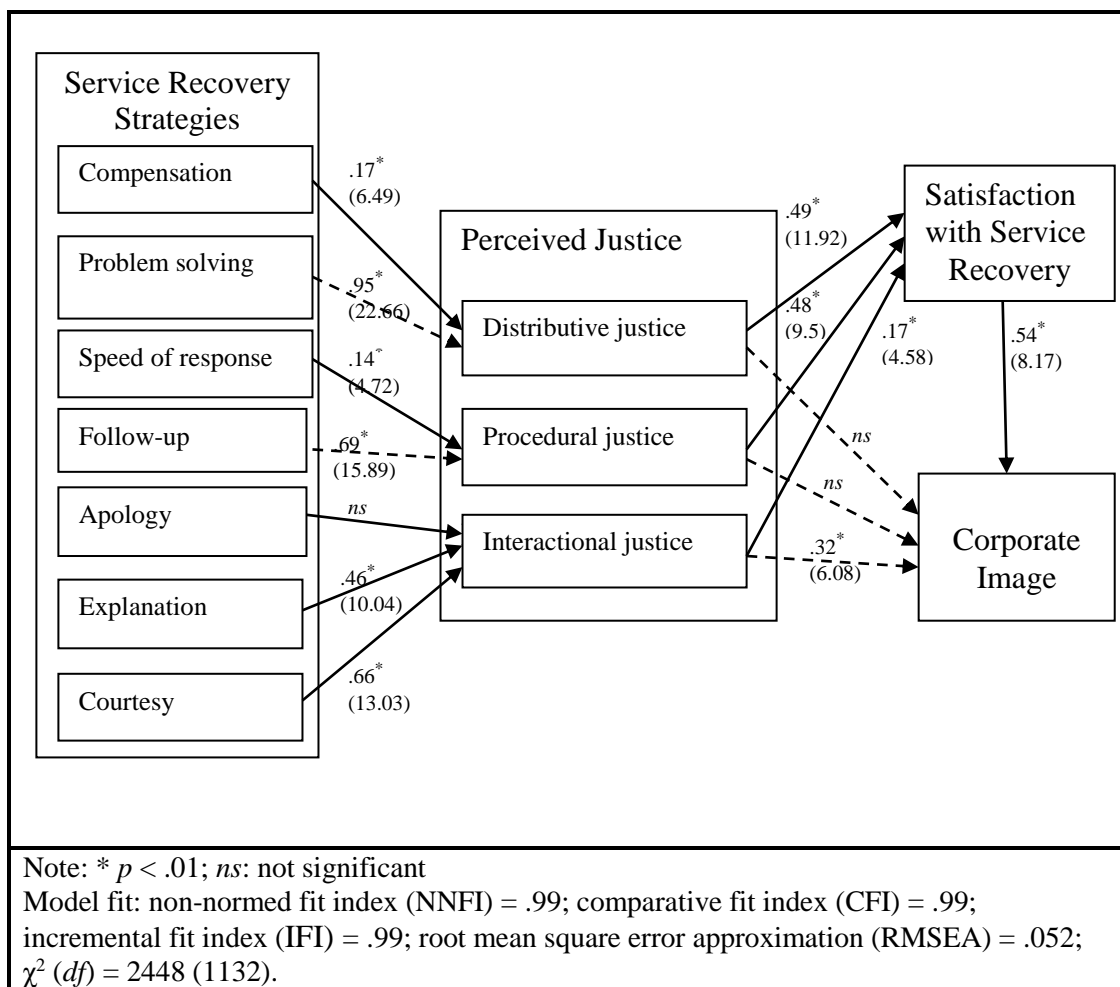 Service Recovery
Strategies
Compensation
Problem solving
Speed of response
Follow-up
Apology
Explanation
Courtesy
.17*
(6.49)
.95*
(22.66)
.14*
(4.72)
.69*
(15.89)
ns
.46*
(10.04)
.66*
(13.03)
Perceived Justice
Distributive justice
Procedural justice
Interactional justice
.49*
(11.92)
.48*
(9.5)
.17*
(4.58)
ns
ns
.32*
(6.08)
Satisfaction
with Service
Recovery
.54*
(8.17)
Corporate
Image
Note: * p < .01; ns: not significant
Model fit: non-normed fit index (NNFI) = .99; comparative fit index (CFI) = .99;
incremental fit index (IFI) = .99; root mean square error approximation (RMSEA) = .052;
χ² (df) = 2448 (1132).